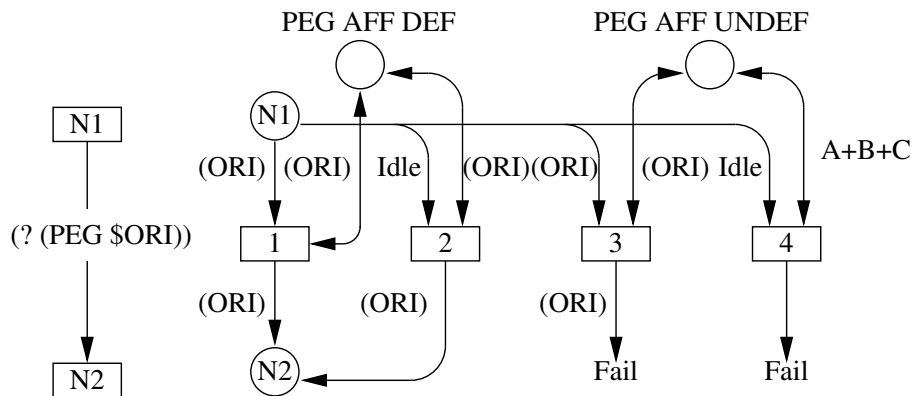 PEG AFF DEF
PEG AFF UNDEF
N1
N1
(ORI)
(ORI)
Idle
(ORI)
(ORI)
(ORI)
Idle
A+B+C
(? (PEG $ORI))
1
2
3
4
(ORI)
(ORI)
(ORI)
N2
N2
Fail
Fail